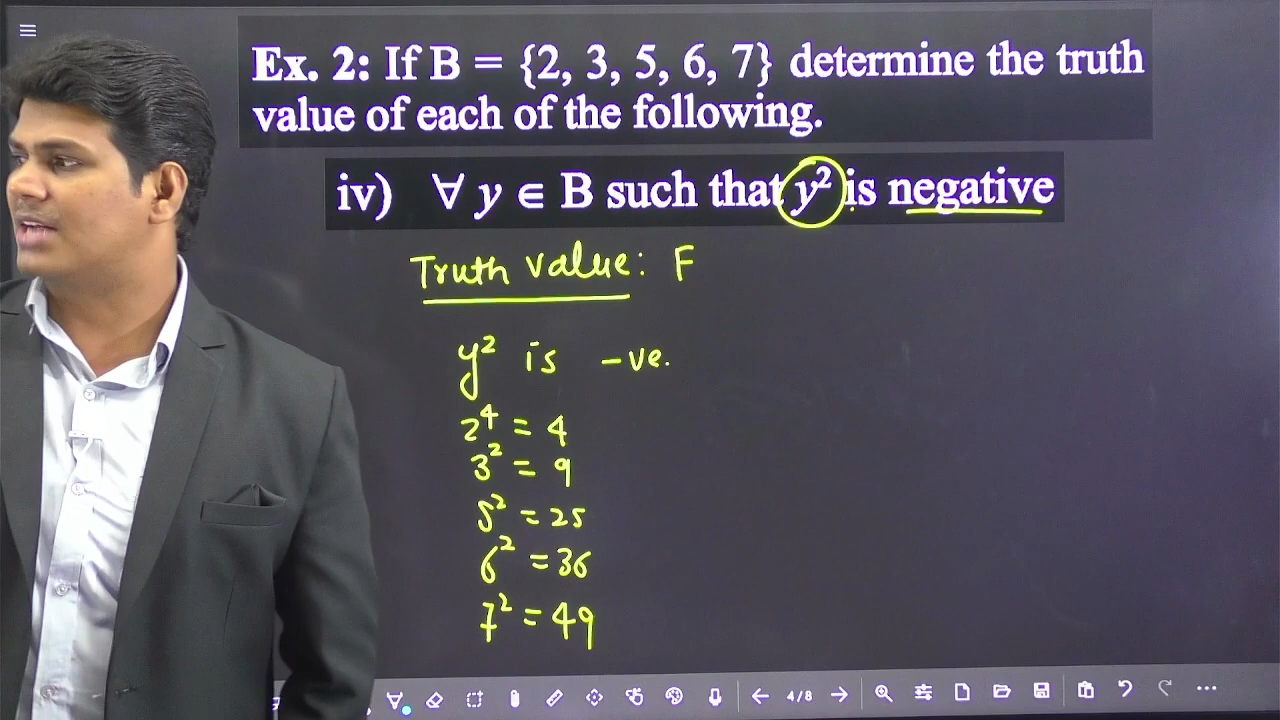 Ex. 2: If B = {2, 3, 5, 6, 7} determine the truth
value of each of the following.
iv) ∀ y ∈ B such that y² is negative
Truth value: F
y² is -ve.
2⁴ = 4
3² = 9
5² = 25
6² = 36
7² = 49
4/8